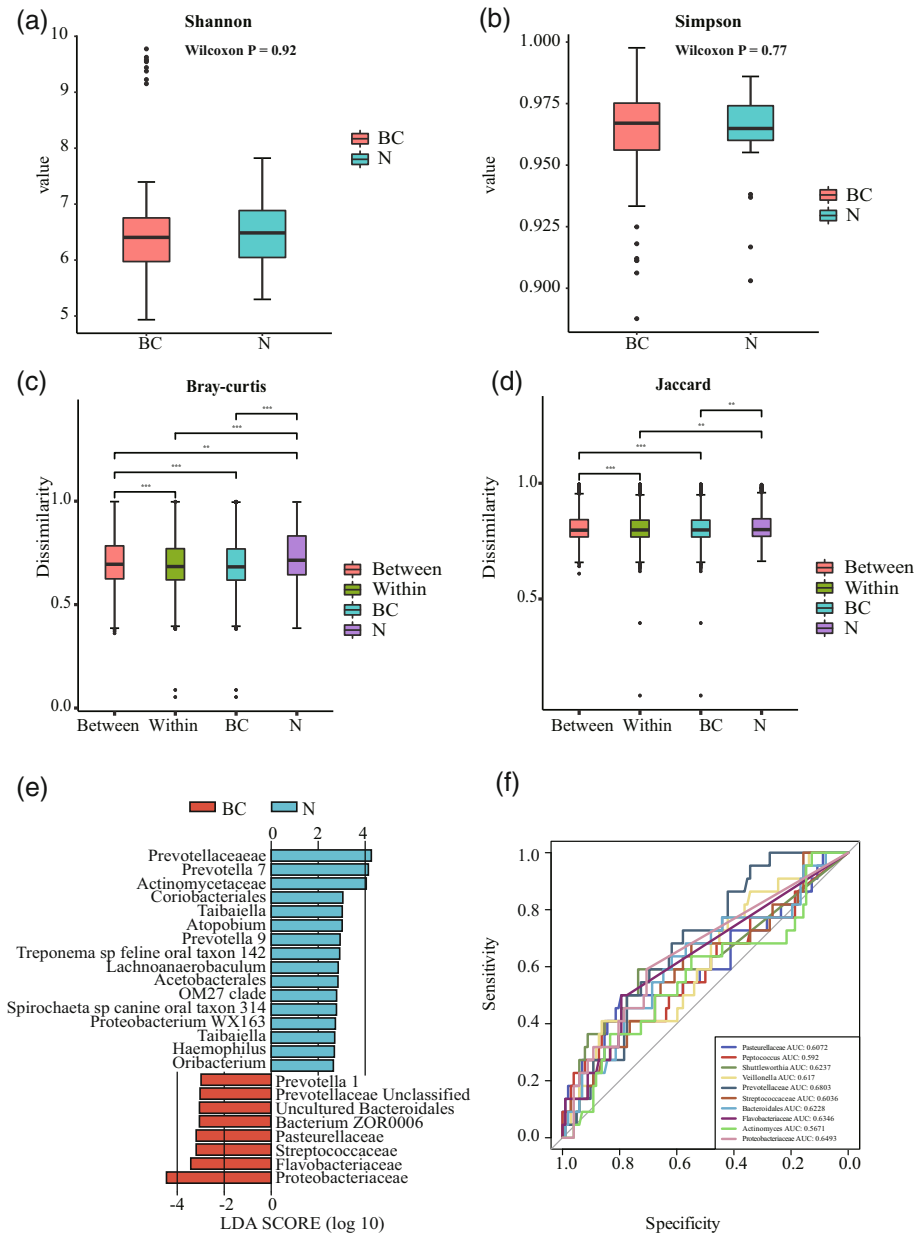 (a)
Shannon
Wilcoxon P = 0.92
10
9
8
7
6
5
value
BC
N
BC
N
(b)
Simpson
Wilcoxon P = 0.77
1.000
0.975
0.950
0.925
0.900
value
BC
N
BC
N
(c)
Bray-curtis
***
***
**
***
***
1.0
0.5
0.0
Dissimilarity
Between
Within
BC
N
Between
Within
BC
N
(d)
Jaccard
**
**
***
***
1.0
0.5
Dissimilarity
Between
Within
BC
N
Between
Within
BC
N
(e)
BC
N
0
2
4
Prevotellaceaeae
Prevotella 7
Actinomycetaceae
Coriobacteriales
Taibaiella
Atopobium
Prevotella 9
Treponema sp feline oral taxon 142
Lachnoanaerobaculum
Acetobacterales
OM27 clade
Spirochaeta sp canine oral taxon 314
Proteobacterium WX163
Taibaiella
Haemophilus
Oribacterium
Prevotella 1
Prevotellaceae Unclassified
Uncultured Bacteroidales
Bacterium ZOR0006
Pasteurellaceae
Streptococcaceae
Flavobacteriaceae
Proteobacteriaceae
-4
-2
0
LDA SCORE (log 10)
(f)
1.0
0.8
0.6
0.4
0.2
0.0
Sensitivity
Pasteurellaceae AUC: 0.6072
Peptococcus AUC: 0.592
Shuttleworthia AUC: 0.6237
Veillonella AUC: 0.617
Prevotellaceae AUC: 0.6803
Streptococcaceae AUC: 0.6036
Bacteroidales AUC: 0.6228
Flavobacteriaceae AUC: 0.6346
Actinomyces AUC: 0.5671
Proteobacteriaceae AUC: 0.6493
1.0
0.8
0.6
0.4
0.2
0.0
Specificity